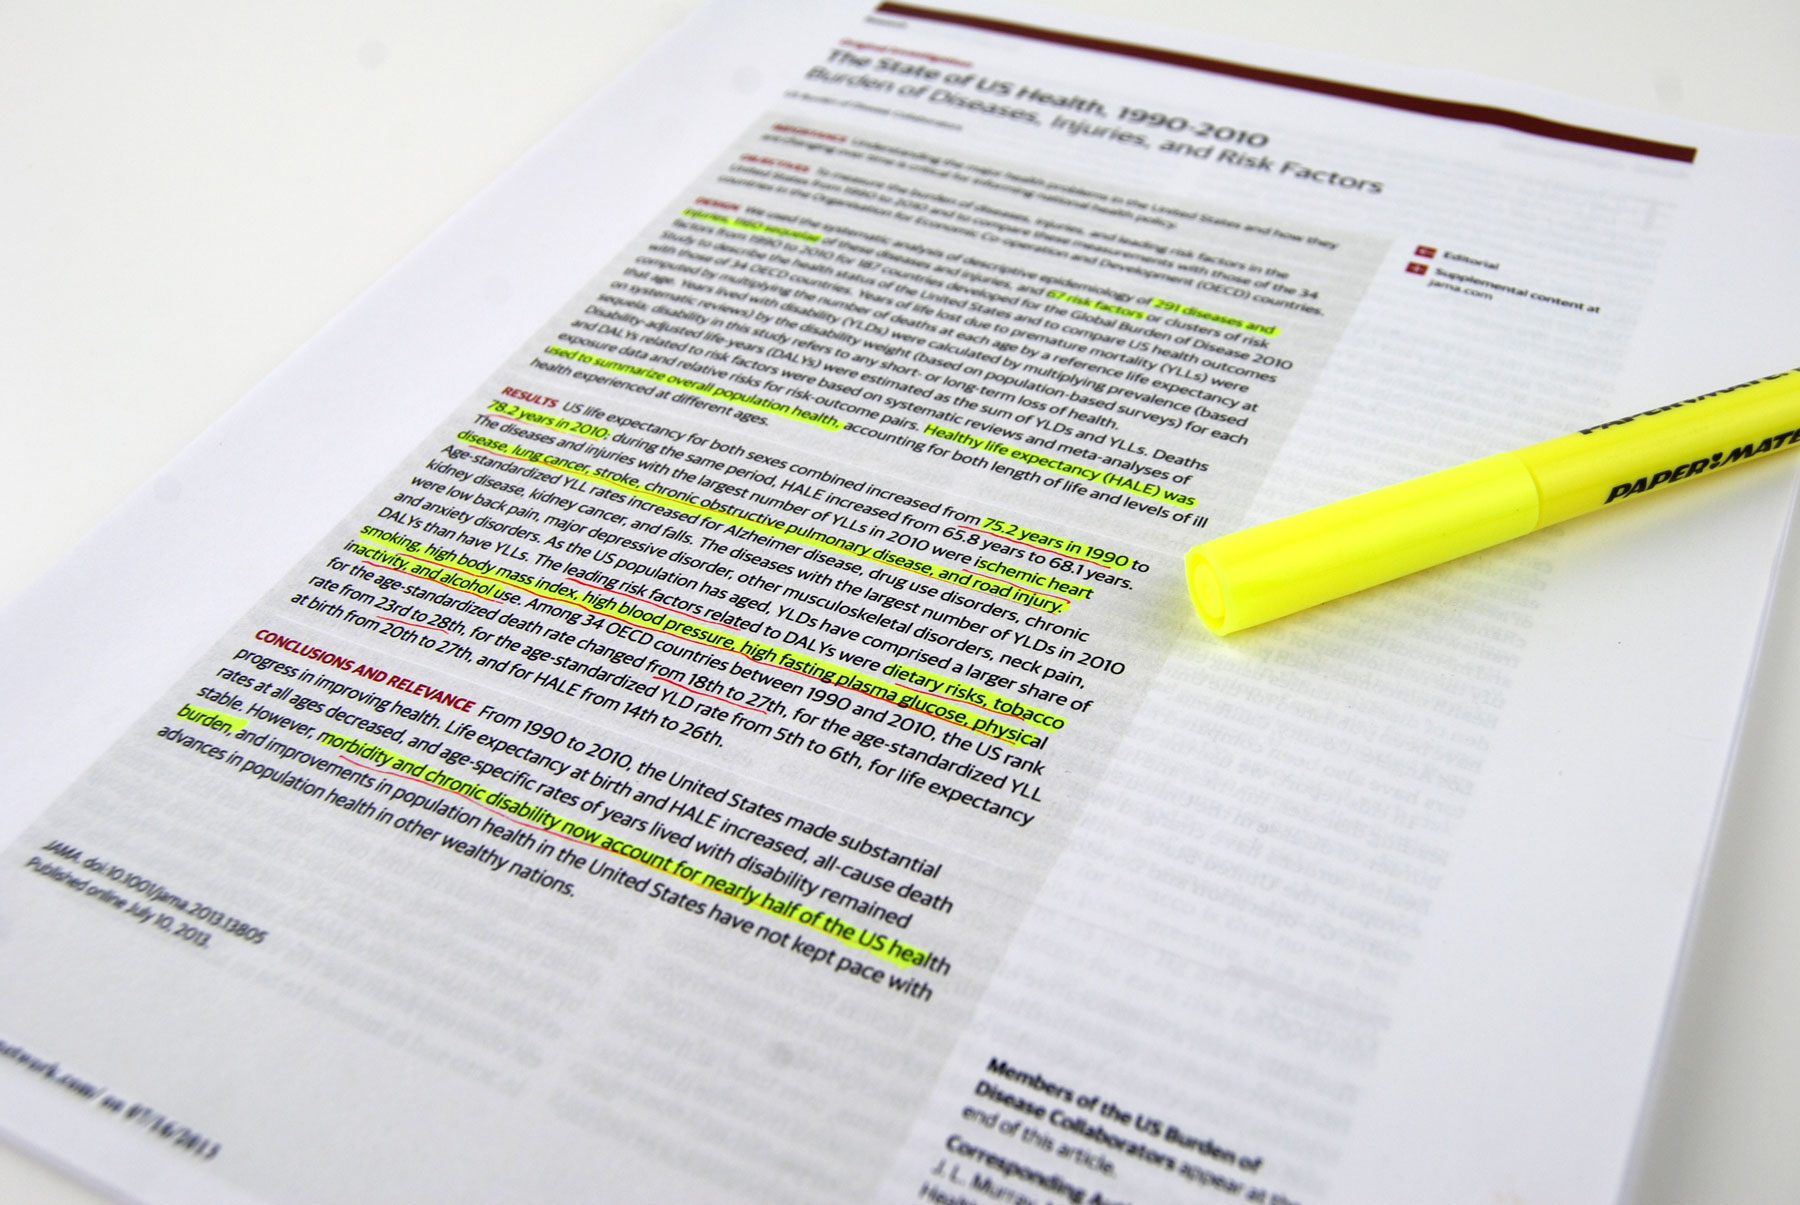 Original Investigation
The State of US Health, 1990-2010
Burden of Diseases, Injuries, and Risk Factors
US Burden of Disease Collaborators
IMPORTANCE Understanding the major health problems in the United States and how they
are changing over time is critical for informing national health policy.
OBJECTIVES To measure the burden of diseases, injuries, and leading risk factors in the
United States from 1990 to 2010 and to compare these measurements with those of the 34
countries in the Organisation for Economic Co-operation and Development (OECD) countries.
DESIGN We used the systematic analysis of descriptive epidemiology of 291 diseases and
injuries, 1160 sequelae of these diseases and injuries, and 67 risk factors or clusters of risk
factors from 1990 to 2010 for 187 countries developed for the Global Burden of Disease 2010
Study to describe the health status of the United States and to compare US health outcomes
with those of 34 OECD countries. Years of life lost due to premature mortality (YLLs) were
computed by multiplying the number of deaths at each age by a reference life expectancy at
that age. Years lived with disability (YLDs) were calculated by multiplying prevalence (based
on systematic reviews) by the disability weight (based on population-based surveys) for each
sequela; disability in this study refers to any short- or long-term loss of health.
Disability-adjusted life-years (DALYs) were estimated as the sum of YLDs and YLLs. Deaths
and DALYs related to risk factors were based on systematic reviews and meta-analyses of
exposure data and relative risks for risk-outcome pairs. Healthy life expectancy (HALE) was
used to summarize overall population health, accounting for both length of life and levels of ill
health experienced at different ages.
RESULTS US life expectancy for both sexes combined increased from 75.2 years in 1990 to
78.2 years in 2010; during the same period, HALE increased from 65.8 years to 68.1 years.
The diseases and injuries with the largest number of YLLs in 2010 were ischemic heart
disease, lung cancer, stroke, chronic obstructive pulmonary disease, and road injury.
Age-standardized YLL rates increased for Alzheimer disease, drug use disorders, chronic
kidney disease, kidney cancer, and falls. The diseases with the largest number of YLDs in 2010
were low back pain, major depressive disorder, other musculoskeletal disorders, neck pain,
and anxiety disorders. As the US population has aged, YLDs have comprised a larger share of
DALYs than have YLLs. The leading risk factors related to DALYs were dietary risks, tobacco
smoking, high body mass index, high blood pressure, high fasting plasma glucose, physical
inactivity, and alcohol use. Among 34 OECD countries between 1990 and 2010, the US rank
for the age-standardized death rate changed from 18th to 27th, for the age-standardized YLL
rate from 23rd to 28th, for the age-standardized YLD rate from 5th to 6th, for life expectancy
at birth from 20th to 27th, and for HALE from 14th to 26th.
CONCLUSIONS AND RELEVANCE From 1990 to 2010, the United States made substantial
progress in improving health. Life expectancy at birth and HALE increased, all-cause death
rates at all ages decreased, and age-specific rates of years lived with disability remained
stable. However, morbidity and chronic disability now account for nearly half of the US health
burden, and improvements in population health in the United States have not kept pace with
advances in population health in other wealthy nations.
JAMA. doi:10.1001/jama.2013.13805
Published online July 10, 2013.
Editorial
Supplemental content at
jama.com
PAPER:MATE
PAPER:MATE
Members of the US Burden of
Disease Collaborators appear at the
end of this article.
Corresponding
J. L. Murray,
Health
on 07/16/2013